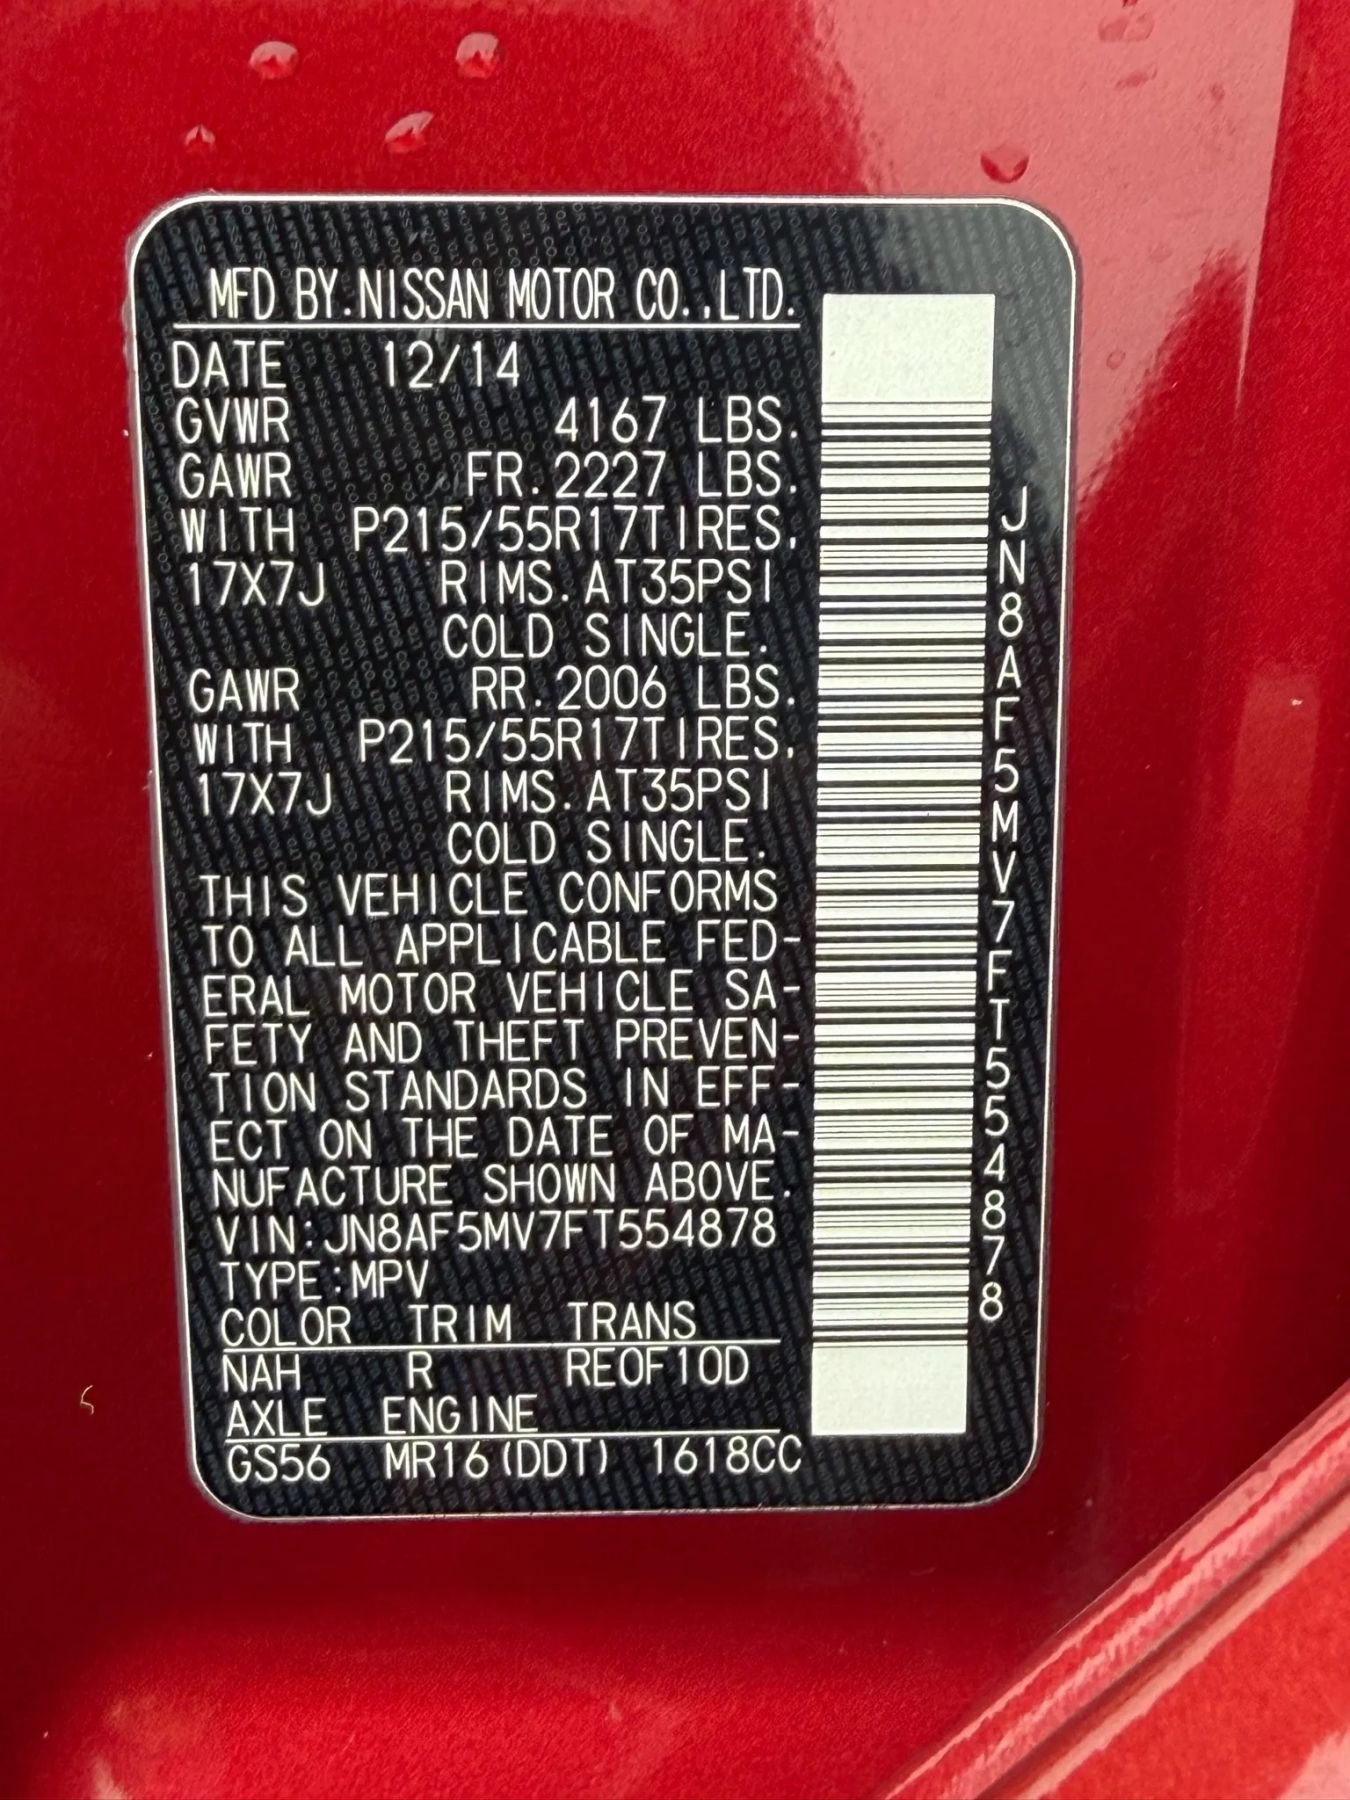 MFD BY.NISSAN MOTOR CO.,LTD.
DATE 12/14
GVWR 4167 LBS.
GAWR FR.2227 LBS.
WITH P215/55R17TIRES,
17X7J RIMS.AT35PSI
COLD SINGLE.
GAWR RR.2006 LBS.
WITH P215/55R17TIRES,
17X7J RIMS.AT35PSI
COLD SINGLE.
THIS VEHICLE CONFORMS
TO ALL APPLICABLE FED-
ERAL MOTOR VEHICLE SA-
FETY AND THEFT PREVEN-
TION STANDARDS IN EFF-
ECT ON THE DATE OF MA-
NUFACTURE SHOWN ABOVE.
VIN:JN8AF5MV7FT554878
TYPE:MPV
COLOR TRIM TRANS
NAH R RE0F10D
AXLE ENGINE
GS56 MR16(DDT) 1618CC
JN8AF5MV7FT554878